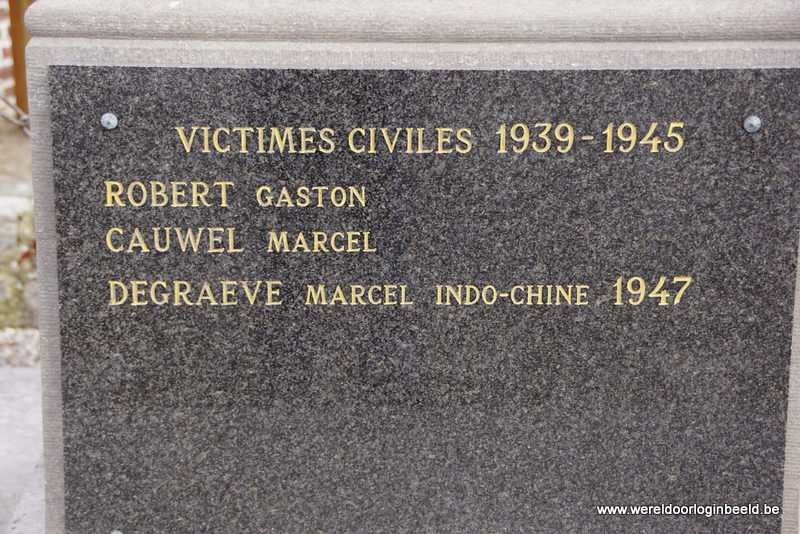 VICTIMES CIVILES 1939-1945
ROBERT GASTON
CAUWEL MARCEL
DEGRAEVE MARCEL INDO-CHINE 1947
www.wereldoorloginbeeld.be